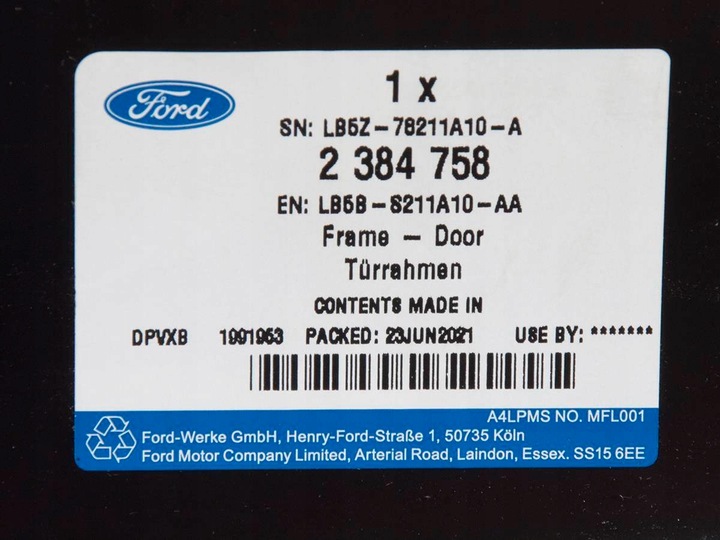 Ford
1 x
SN: LB5Z-78211A10-A
2 384 758
EN: LB5B-S211A10-AA
Frame - Door
Türrahmen
CONTENTS MADE IN
DPVXB 1991953 PACKED: 23JUN2021 USE BY: *******
A4LPMS NO. MFL001
Ford-Werke GmbH, Henry-Ford-Straße 1, 50735 Köln
Ford Motor Company Limited, Arterial Road, Laindon, Essex. SS15 6EE